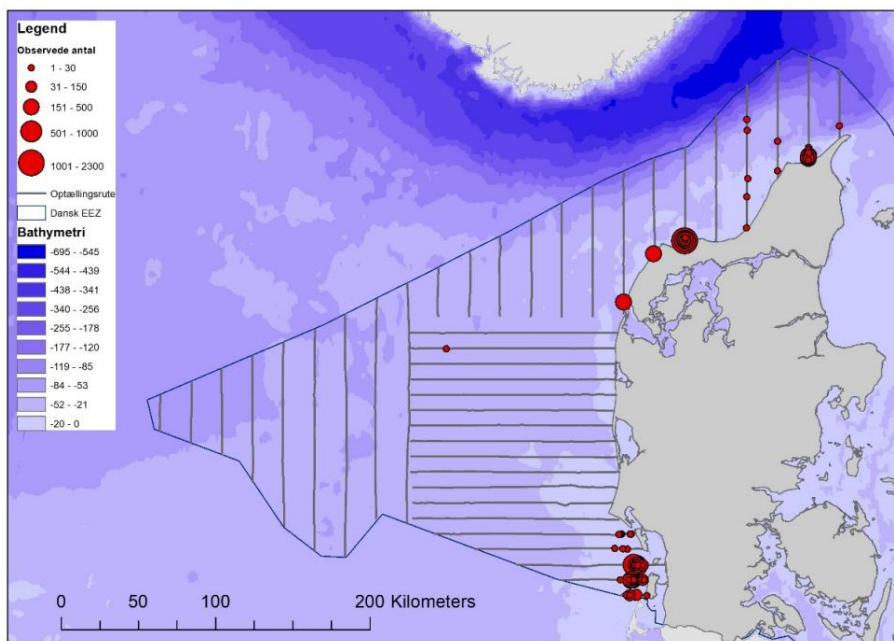 Legend
Observede antal
1 - 30
31 - 150
151 - 500
501 - 1000
1001 - 2300
Optællingsrute
Dansk EEZ
Bathymetri
-695 - -545
-544 - -439
-438 - -341
-340 - -256
-255 - -178
-177 - -120
-119 - -85
-84 - -53
-52 - -21
-20 - 0
0 50 100 200 Kilometers